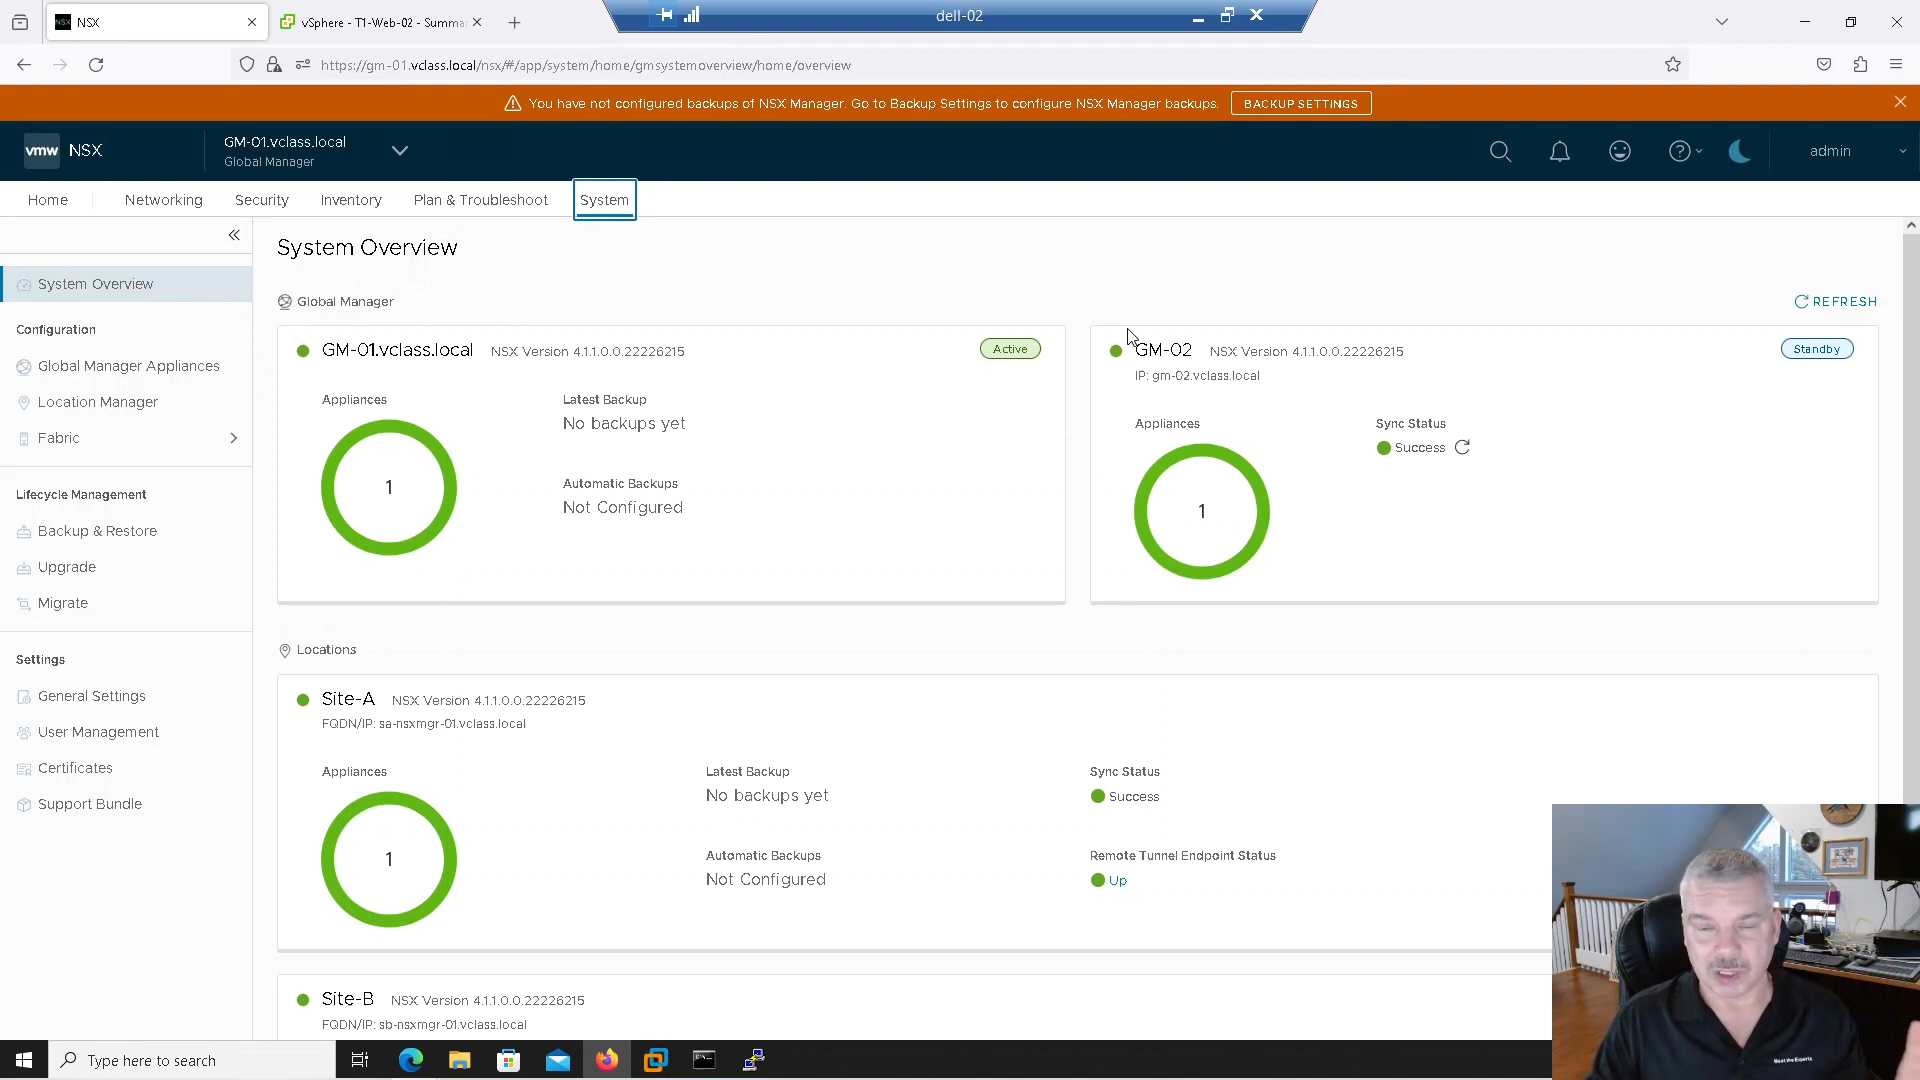 NSX
vSphere - T1-Web-02 - Summar
dell-02
https://gm-01.vclass.local/nsx/#/app/system/home/gmsystemoverview/home/overview
You have not configured backups of NSX Manager. Go to Backup Settings to configure NSX Manager backups.
BACKUP SETTINGS
vmw NSX
GM-01.vclass.local
Global Manager
admin
Home
Networking
Security
Inventory
Plan & Troubleshoot
System
System Overview
Configuration
Global Manager Appliances
Location Manager
Fabric
Lifecycle Management
Backup & Restore
Upgrade
Migrate
Settings
General Settings
User Management
Certificates
Support Bundle
System Overview
Global Manager
REFRESH
GM-01.vclass.local NSX Version 4.1.1.0.0.22226215 Active
Appliances
1
Latest Backup
No backups yet
Automatic Backups
Not Configured
GM-02 NSX Version 4.1.1.0.0.22226215 Standby
IP: gm-02.vclass.local
Appliances
1
Sync Status
Success
Locations
Site-A NSX Version 4.1.1.0.0.22226215
FQDN/IP: sa-nsxmgr-01.vclass.local
Appliances
1
Latest Backup
No backups yet
Automatic Backups
Not Configured
Sync Status
Success
Remote Tunnel Endpoint Status
Up
Site-B NSX Version 4.1.1.0.0.22226215
FQDN/IP: sb-nsxmgr-01.vclass.local
Meet the Experts
Type here to search